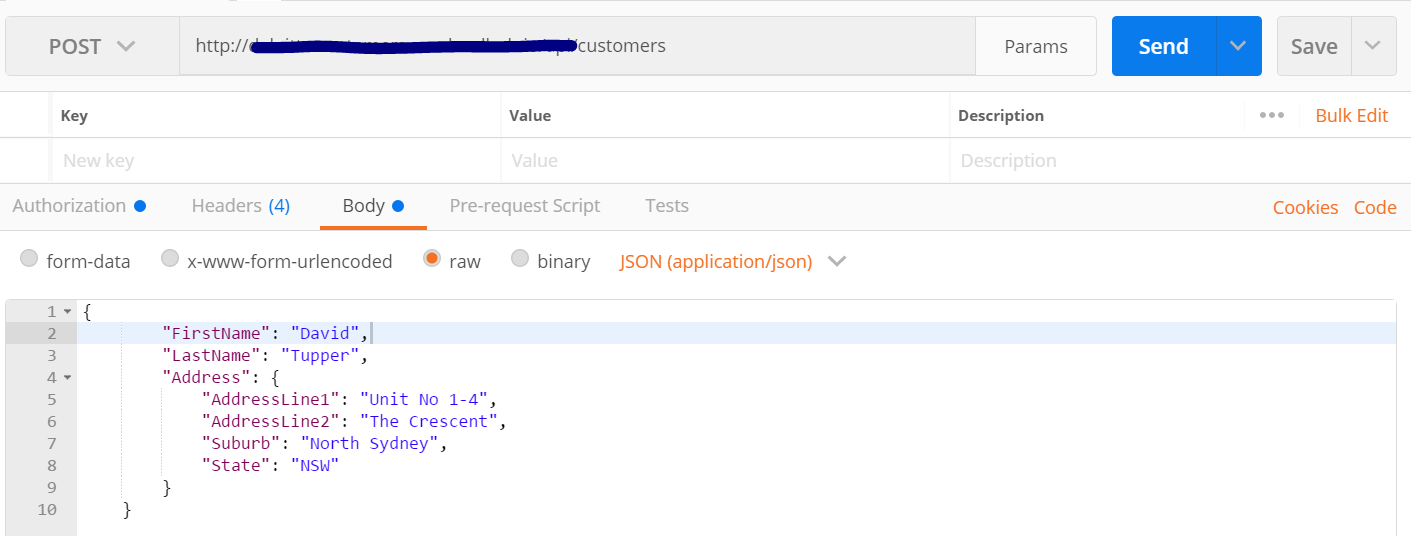 POST http:// /customers Params Send Save
Key Value Description ••• Bulk Edit
New key Value Description
Authorization Headers (4) Body Pre-request Script Tests Cookies Code
form-data x-www-form-urlencoded raw binary JSON (application/json)
1 {
2 "FirstName": "David",
3 "LastName": "Tupper",
4 "Address": {
5 "AddressLine1": "Unit No 1-4",
6 "AddressLine2": "The Crescent",
7 "Suburb": "North Sydney",
8 "State": "NSW"
9 }
10 }